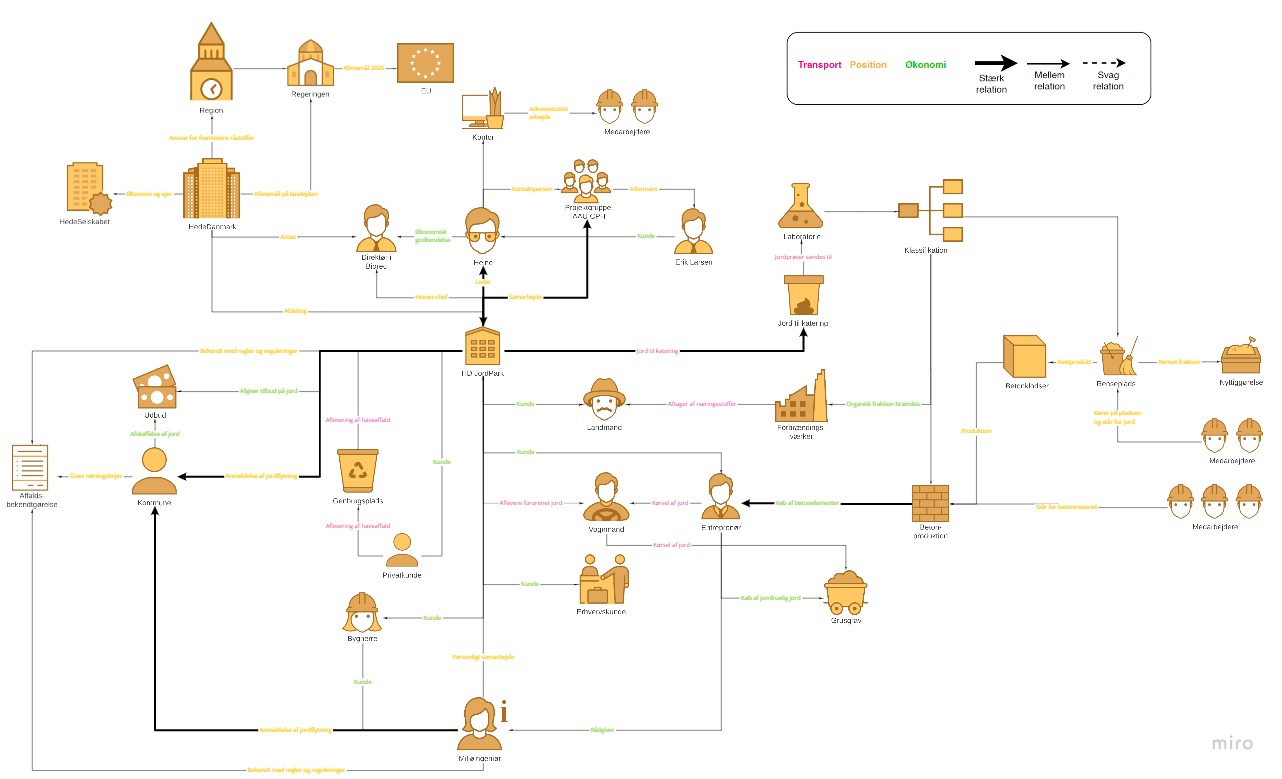 Transport Position Økonomi
Stærk
relation
Mellem
relation
Svag
relation
Region
Regeringen
Klimamål 2025
EU
Kontor
Administrativt
arbejde
Medarbejdere
Ansvar for fremtidens råstoffer
HedeSelskabet
Økonomi og ejer
HedeDanmark
Klimamål på landsplan
Kontaktperson
Projektgruppe
AAU CPH
Informant
Ansat
Direktør i
Biorec
Økonomisk
godkendelse
Heine
Kunde
Erik Larsen
Laboratorie
Klassifikation
Jordprøver sendes til
Leder
Heines chef
Samarbejde
Afdeling
Jord til katering
HD JordPark
Bekendt med regler og reguleringer
Jord til katering
Betonklodser
Restprodukt
Renseplads
Renset fraktion
Nyttiggørelse
Udbud
Afgiver tilbud på jord
Aflevering af haveaffald
Kunde
Landmand
Aftager af næringsstoffer
Forbrændings
værker
Organisk fraktion brændes
Kører på pladsen
og står for jord
Medarbejdere
Afskaffelse af jord
Produktion
Kunde
Kunde
Affalds-
bekendtgørelse
Giver retningslinjer
Kommune
Anmeldelse af jordflytning
Genbrugsplads
Aflevere forurenet jord
Vognmand
Kørsel af jord
Entreprenør
Køb af betonelementer
Beton-
produktion
Står for betonmateriel
Medarbejdere
Aflevering af haveaffald
Kørsel af jord
Privatkunde
Kunde
Erhvervskunde
Køb af jomfruelig jord
Grusgrav
Bygherre
Kunde
Personligt samarbejde
Kunde
i
Anmeldelse af jordflytning
Rådgiver
Miljøingeniør
Bekendt med regler og reguleringer
miro